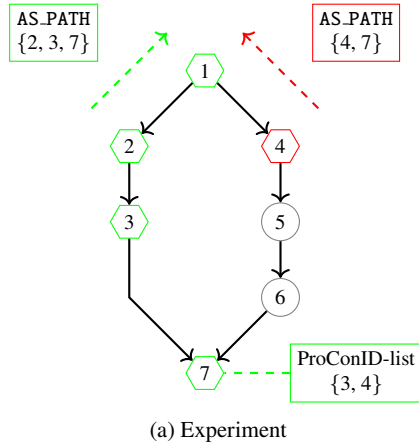 AS_PATH
{2, 3, 7}
AS_PATH
{4, 7}
1
2
4
3
5
6
7
ProConID-list
{3, 4}
(a) Experiment